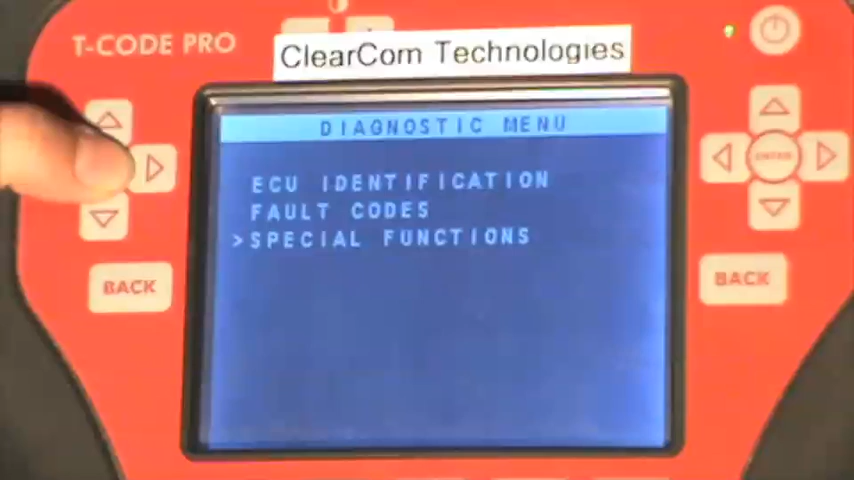 T-CODE PRO
ClearCom Technologies
DIAGNOSTIC MENU
ECU IDENTIFICATION
FAULT CODES
>SPECIAL FUNCTIONS
ENTER
BACK
BACK